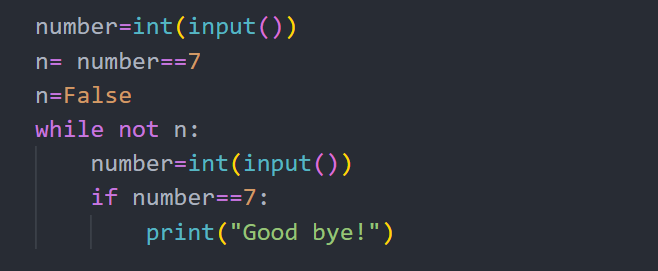 number=int(input())
n= number==7
n=False
while not n:
    number=int(input())
    if number==7:
        print("Good bye!")